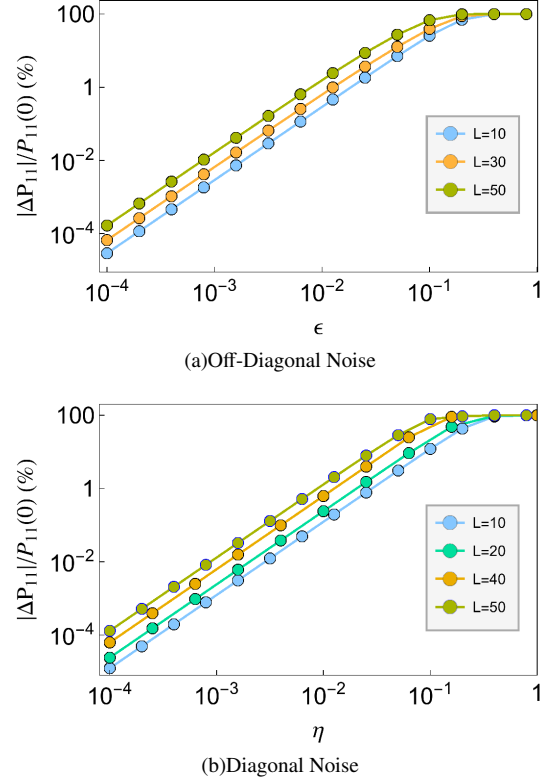 |ΔP₁₁|/P₁₁(0) (%)
100
1
10⁻²
10⁻⁴
10⁻⁴ 10⁻³ 10⁻² 10⁻¹ 1
ϵ
L=10
L=30
L=50
(a)Off-Diagonal Noise
|ΔP₁₁|/P₁₁(0) (%)
100
1
10⁻²
10⁻⁴
10⁻⁴ 10⁻³ 10⁻² 10⁻¹ 1
η
L=10
L=20
L=40
L=50
(b)Diagonal Noise